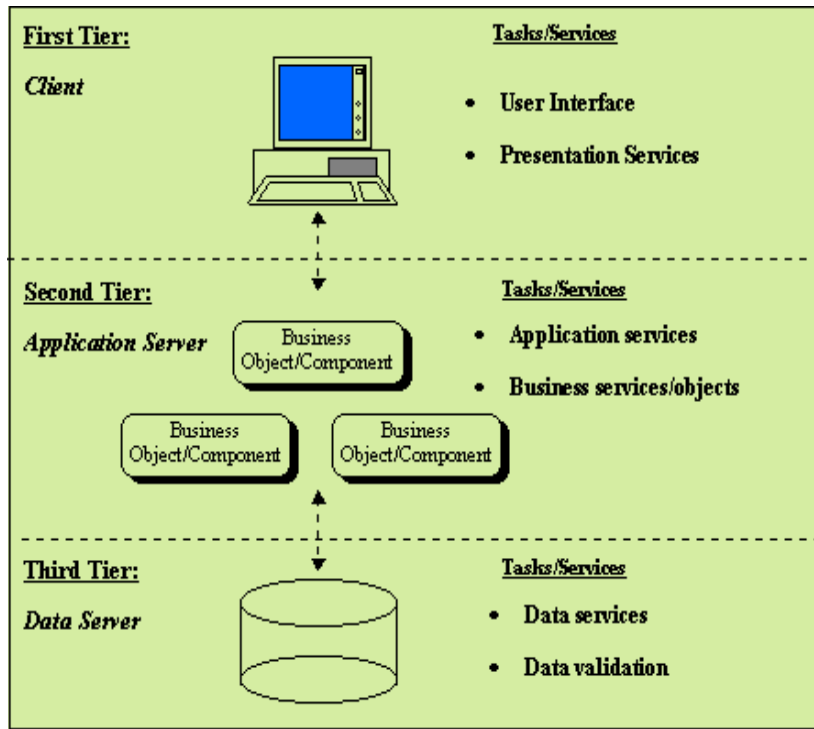 First Tier:
Client
Tasks/Services
• User Interface
• Presentation Services
Second Tier:
Application Server
Business
Object/Component
Business
Object/Component
Business
Object/Component
Tasks/Services
• Application services
• Business services/objects
Third Tier:
Data Server
Tasks/Services
• Data services
• Data validation